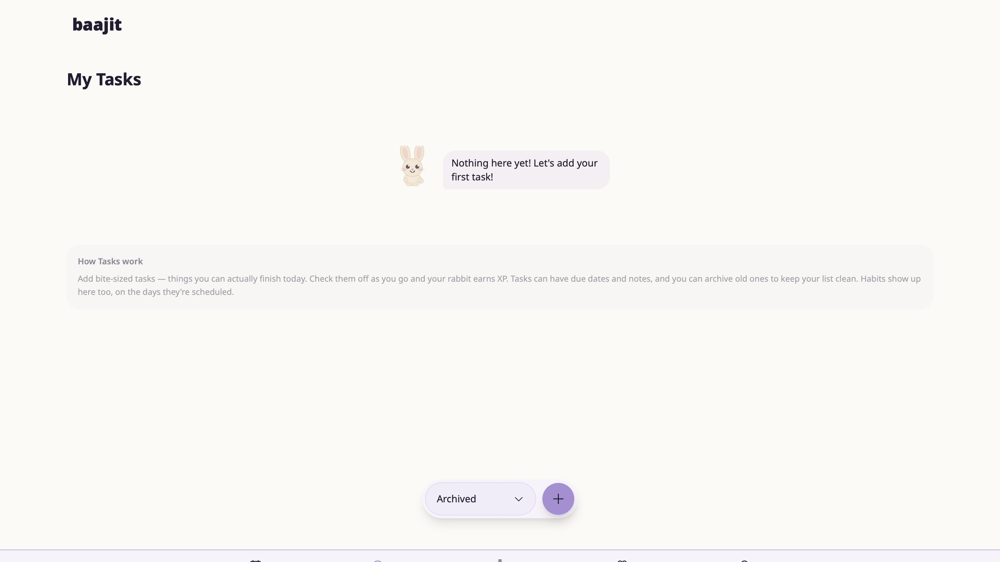 baajit
My Tasks
Nothing here yet! Let's add your
first task!
How Tasks work
Add bite-sized tasks — things you can actually finish today. Check them off as you go and your rabbit earns XP. Tasks can have due dates and notes, and you can archive old ones to keep your list clean. Habits show up
here too, on the days they're scheduled.
Archived